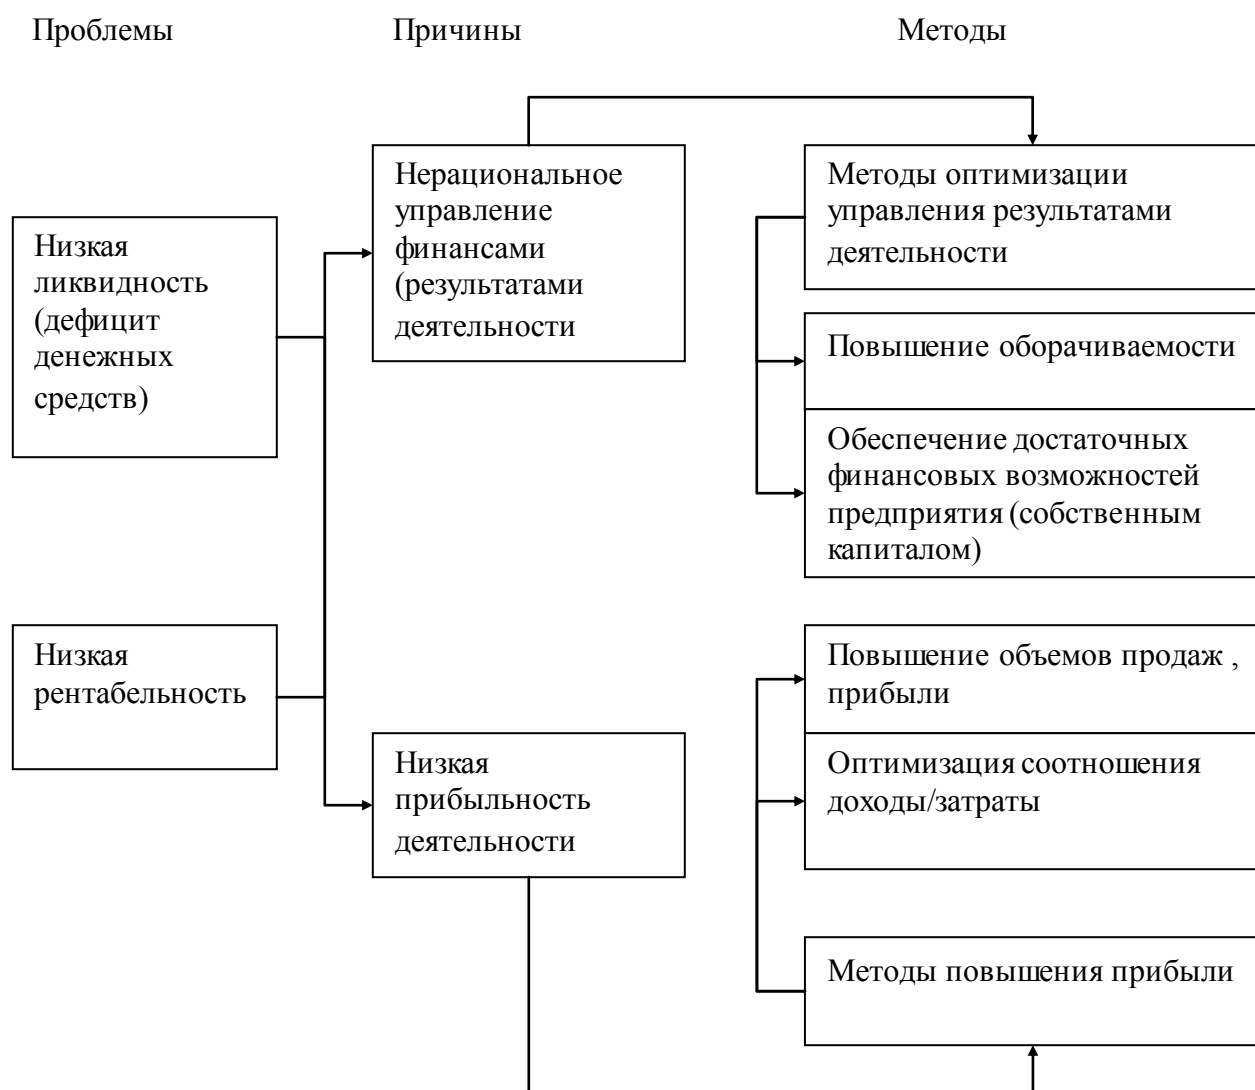 Проблемы
Причины
Методы
Низкая
ликвидность
(дефицит
денежных
средств)
Низкая
рентабельность
Нерациональное
управление
финансами
(результатами
деятельности
Низкая
прибыльность
деятельности
Методы оптимизации
управления результатами
деятельности
Повышение оборачиваемости
Обеспечение достаточных
финансовых возможностей
предприятия (собственным
капиталом)
Повышение объемов продаж ,
прибыли
Оптимизация соотношения
доходы/затраты
Методы повышения прибыли